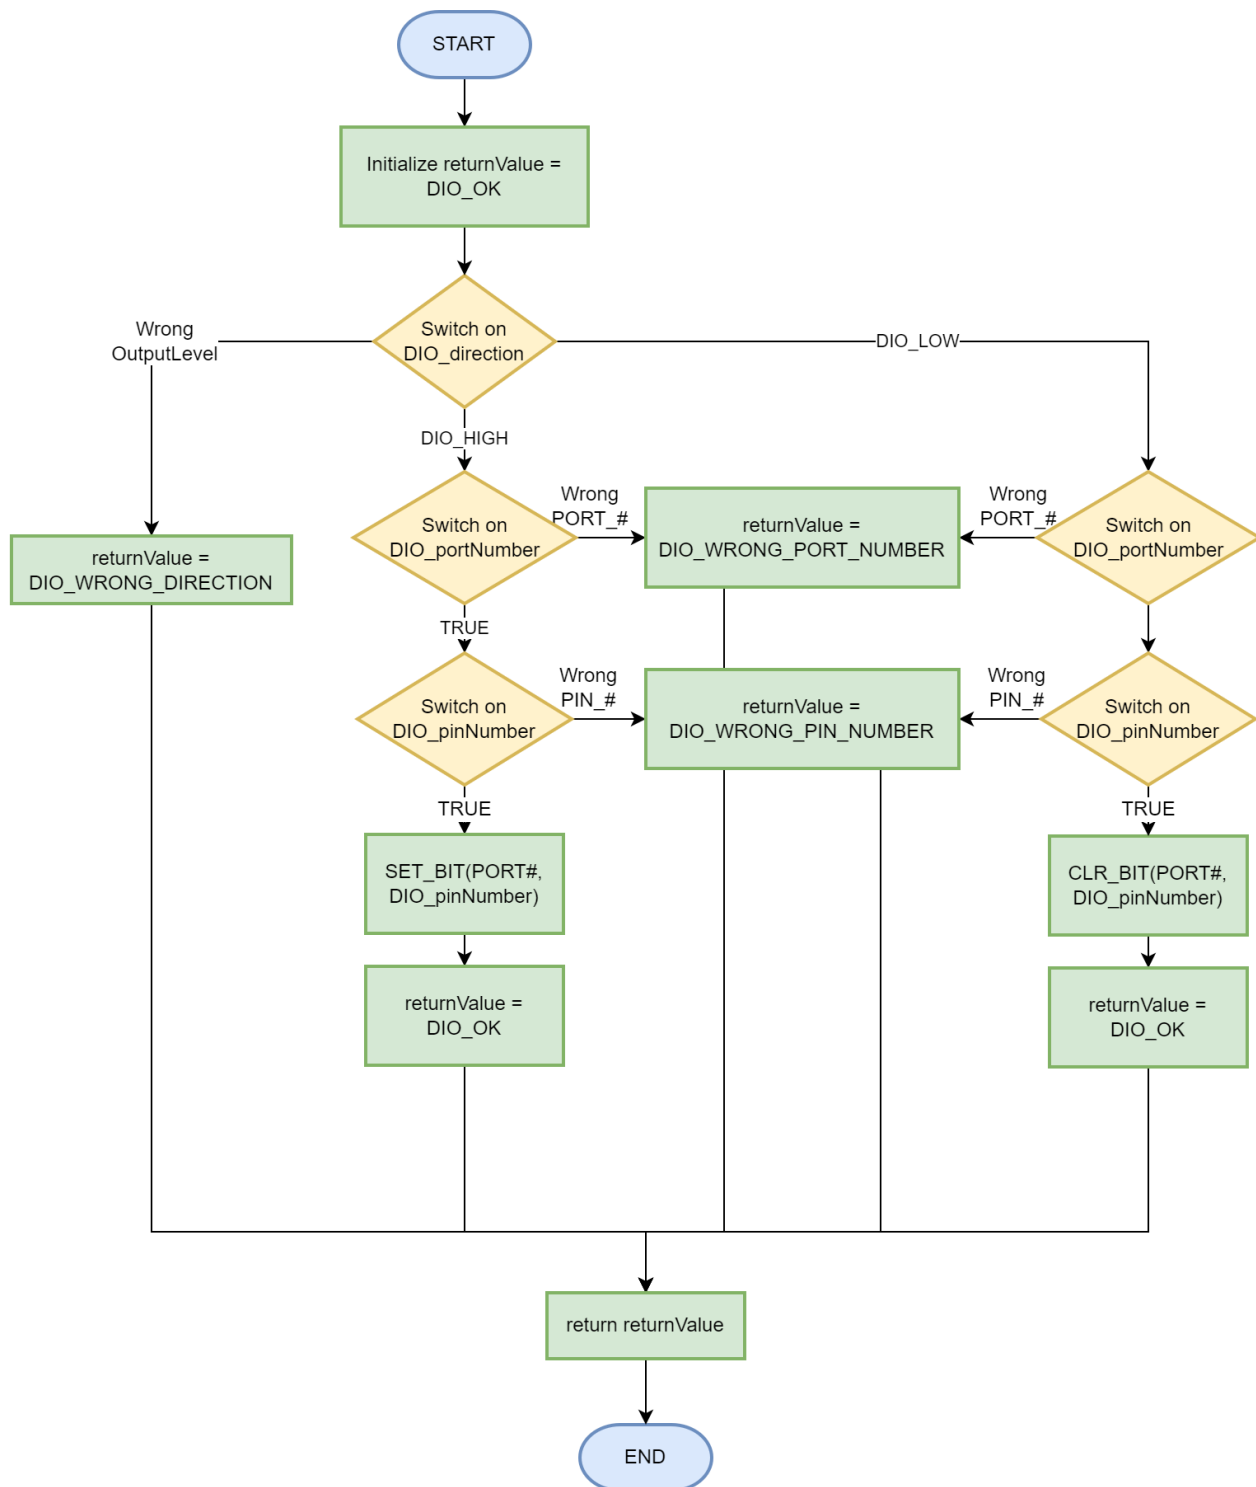 START
Initialize returnValue =
DIO_OK
Switch on
DIO_direction
Wrong
OutputLevel
DIO_LOW
DIO_HIGH
Switch on
DIO_portNumber
Wrong
PORT_#
returnValue =
DIO_WRONG_PORT_NUMBER
Wrong
PORT_#
Switch on
DIO_portNumber
returnValue =
DIO_WRONG_DIRECTION
TRUE
Switch on
DIO_pinNumber
Wrong
PIN_#
returnValue =
DIO_WRONG_PIN_NUMBER
Wrong
PIN_#
Switch on
DIO_pinNumber
TRUE
TRUE
SET_BIT(PORT#,
DIO_pinNumber)
CLR_BIT(PORT#,
DIO_pinNumber)
returnValue =
DIO_OK
returnValue =
DIO_OK
return returnValue
END